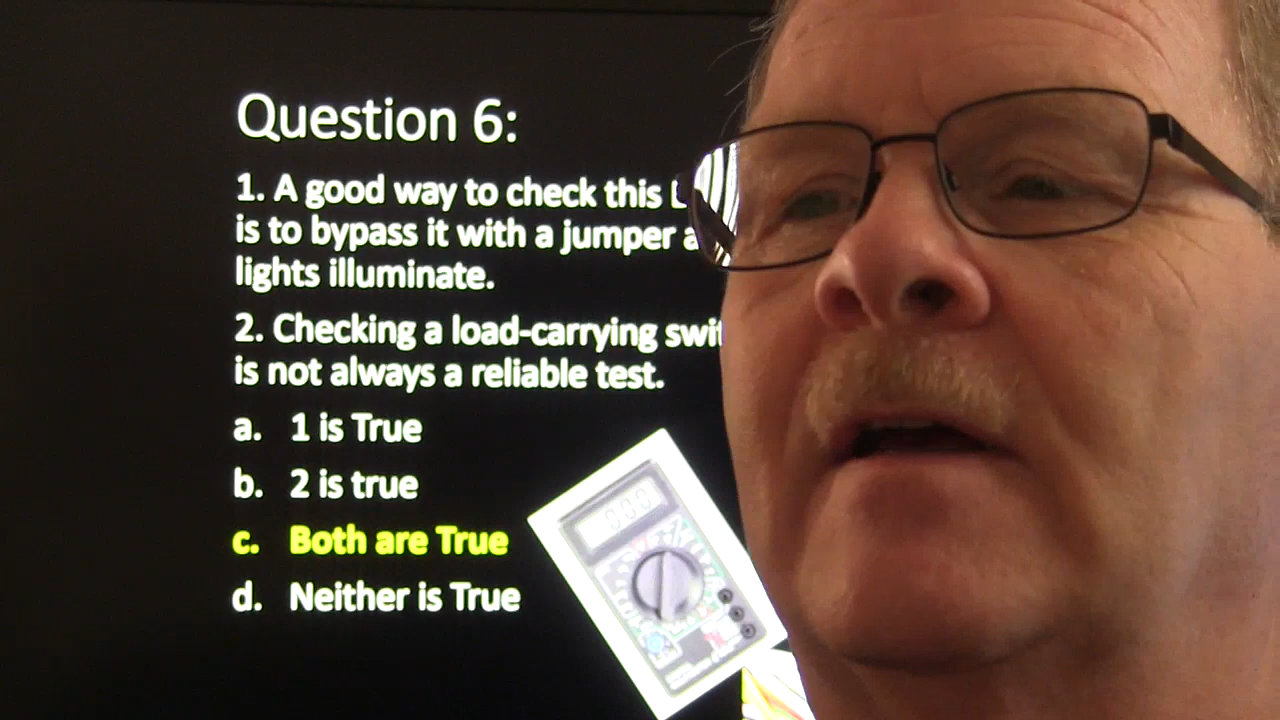 Question 6:
1. A good way to check this
is to bypass it with a jumper
lights illuminate.
2. Checking a load-carrying
is not always a reliable test.
a. 1 is True
b. 2 is true
c. Both are True
d. Neither is True
000